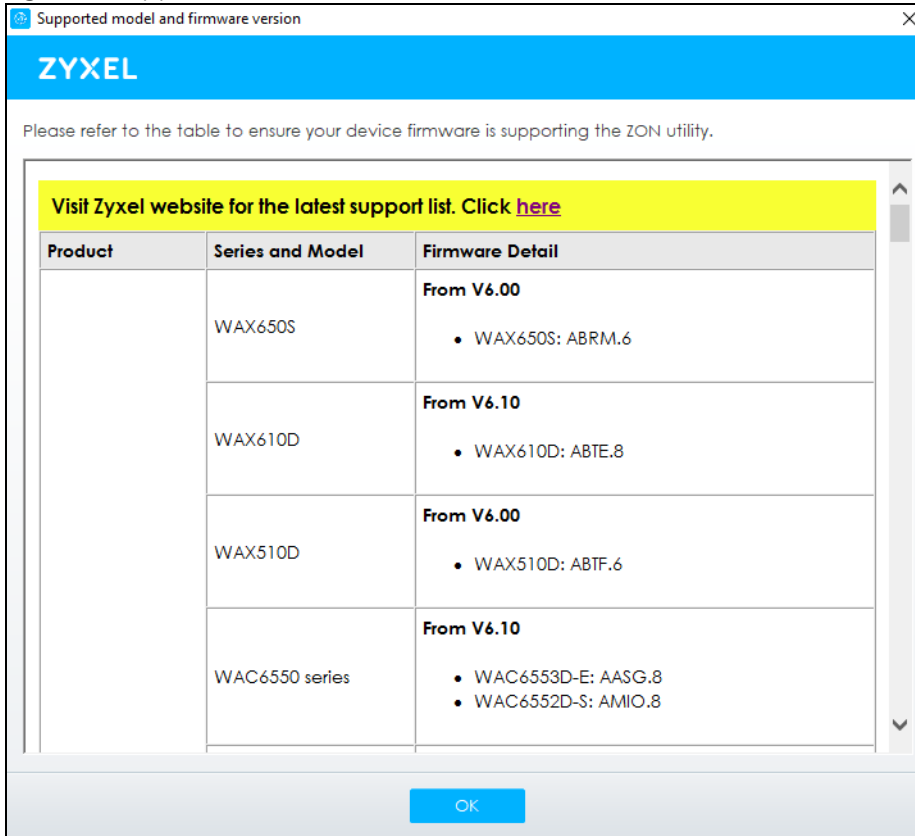 Supported model and firmware version
ZYXEL
Please refer to the table to ensure your device firmware is supporting the ZON utility.
Visit Zyxel website for the latest support list. Click here
Product Series and Model Firmware Detail
WAX650S
From V6.00
• WAX650S: ABRM.6
WAX610D
From V6.10
• WAX610D: ABTE.8
WAX510D
From V6.00
• WAX510D: ABTF.6
WAC6550 series
From V6.10
• WAC6553D-E: AASG.8
• WAC6552D-S: AMIO.8
OK